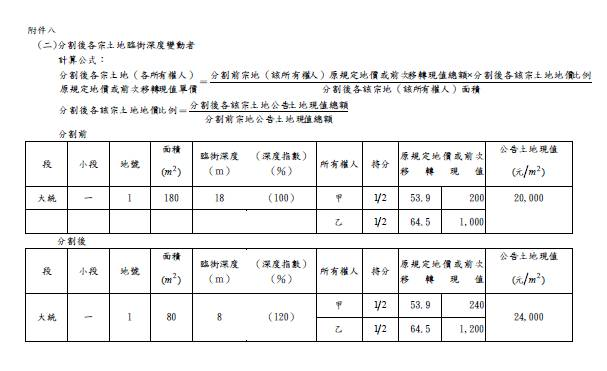 附件八
(二)分割後各宗土地臨街深度變動者
計算公式：
分割後各宗土地（各所有權人）原規定地價或前次移轉現值單價＝分割前宗地（該所有權人）原規定地價或前次移轉現值總額×分割後各該宗土地地價比例／分割後各該宗地（該所有權人）面積
分割後各該宗土地地價比例＝分割後各該宗土地公告土地現值總額／分割前宗地公告土地現值總額
分割前
段 小段 地號 面積(m²) 臨街深度（m） （深度指數）（%） 所有權人 持分 原規定地價或前次移轉現值 公告土地現值(元/m²)
大統 一 1 180 18 （100） 甲 1/2 53.9 200 20,000
乙 1/2 64.5 1,000
分割後
段 小段 地號 面積(m²) 臨街深度（m） （深度指數）（%） 所有權人 持分 原規定地價或前次移轉現值 公告土地現值(元/m²)
大統 一 1 80 8 （120） 甲 1/2 53.9 240 24,000
乙 1/2 64.5 1,200